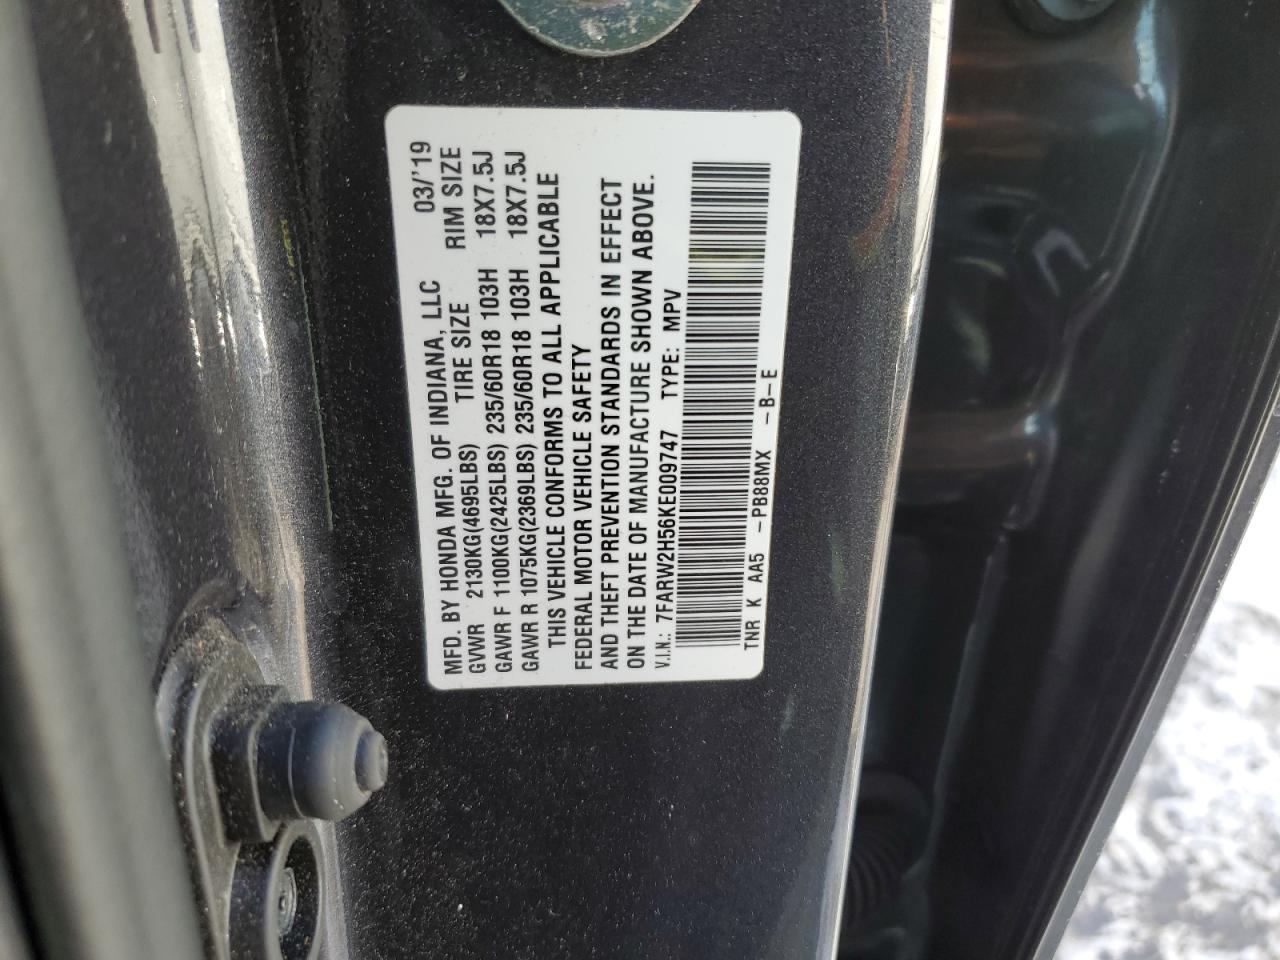 MFD. BY HONDA MFG. OF INDIANA, LLC 03/'19
GVWR 2130KG(4695LBS) TIRE SIZE RIM SIZE
GAWR F 1100KG(2425LBS) 235/60R18 103H 18X7.5J
GAWR R 1075KG(2369LBS) 235/60R18 103H 18X7.5J
THIS VEHICLE CONFORMS TO ALL APPLICABLE
FEDERAL MOTOR VEHICLE SAFETY
AND THEFT PREVENTION STANDARDS IN EFFECT
ON THE DATE OF MANUFACTURE SHOWN ABOVE.
V.I.N.: 7FARW2H56KE009747 TYPE: MPV
TNR K AA5 -PB88MX -B-E